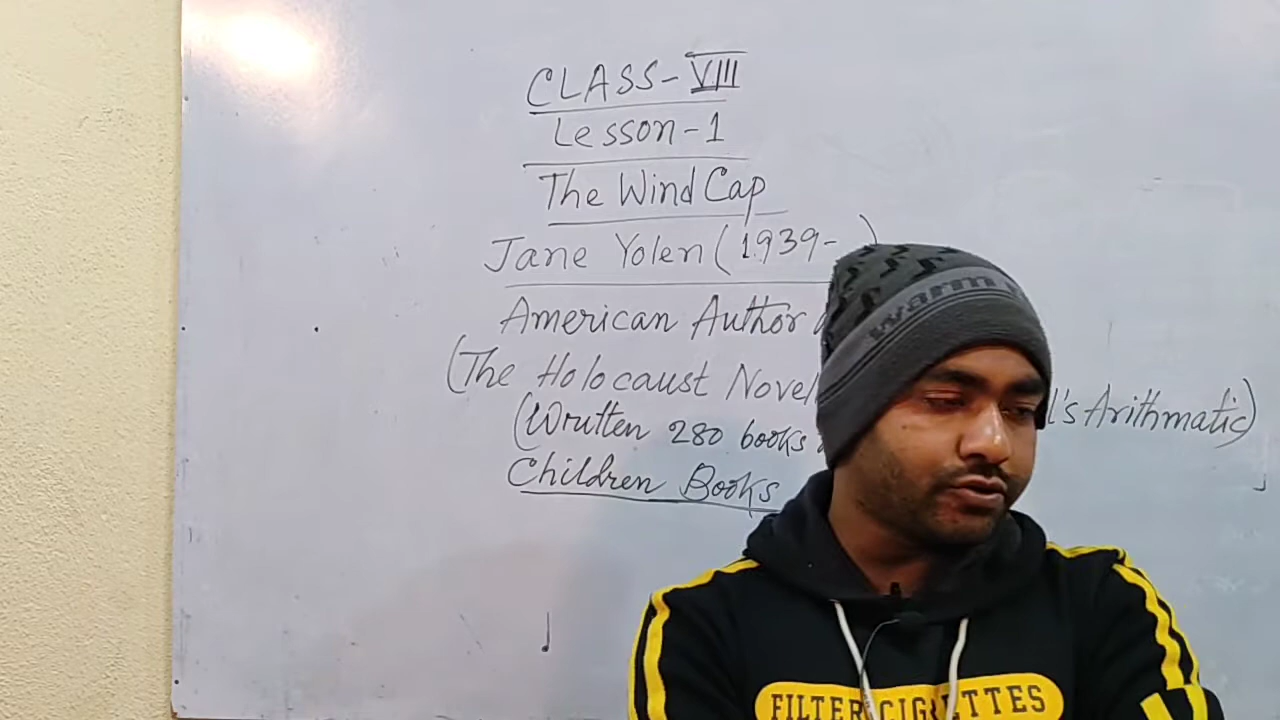 CLASS-VIII
Lesson-1
The Wind Cap
Jane Yolen (1939- )
American Author
(The Holocaust Novel l's Arithmatic)
(Written 280 books
Children Books
warm
FILTER CIGARETTES